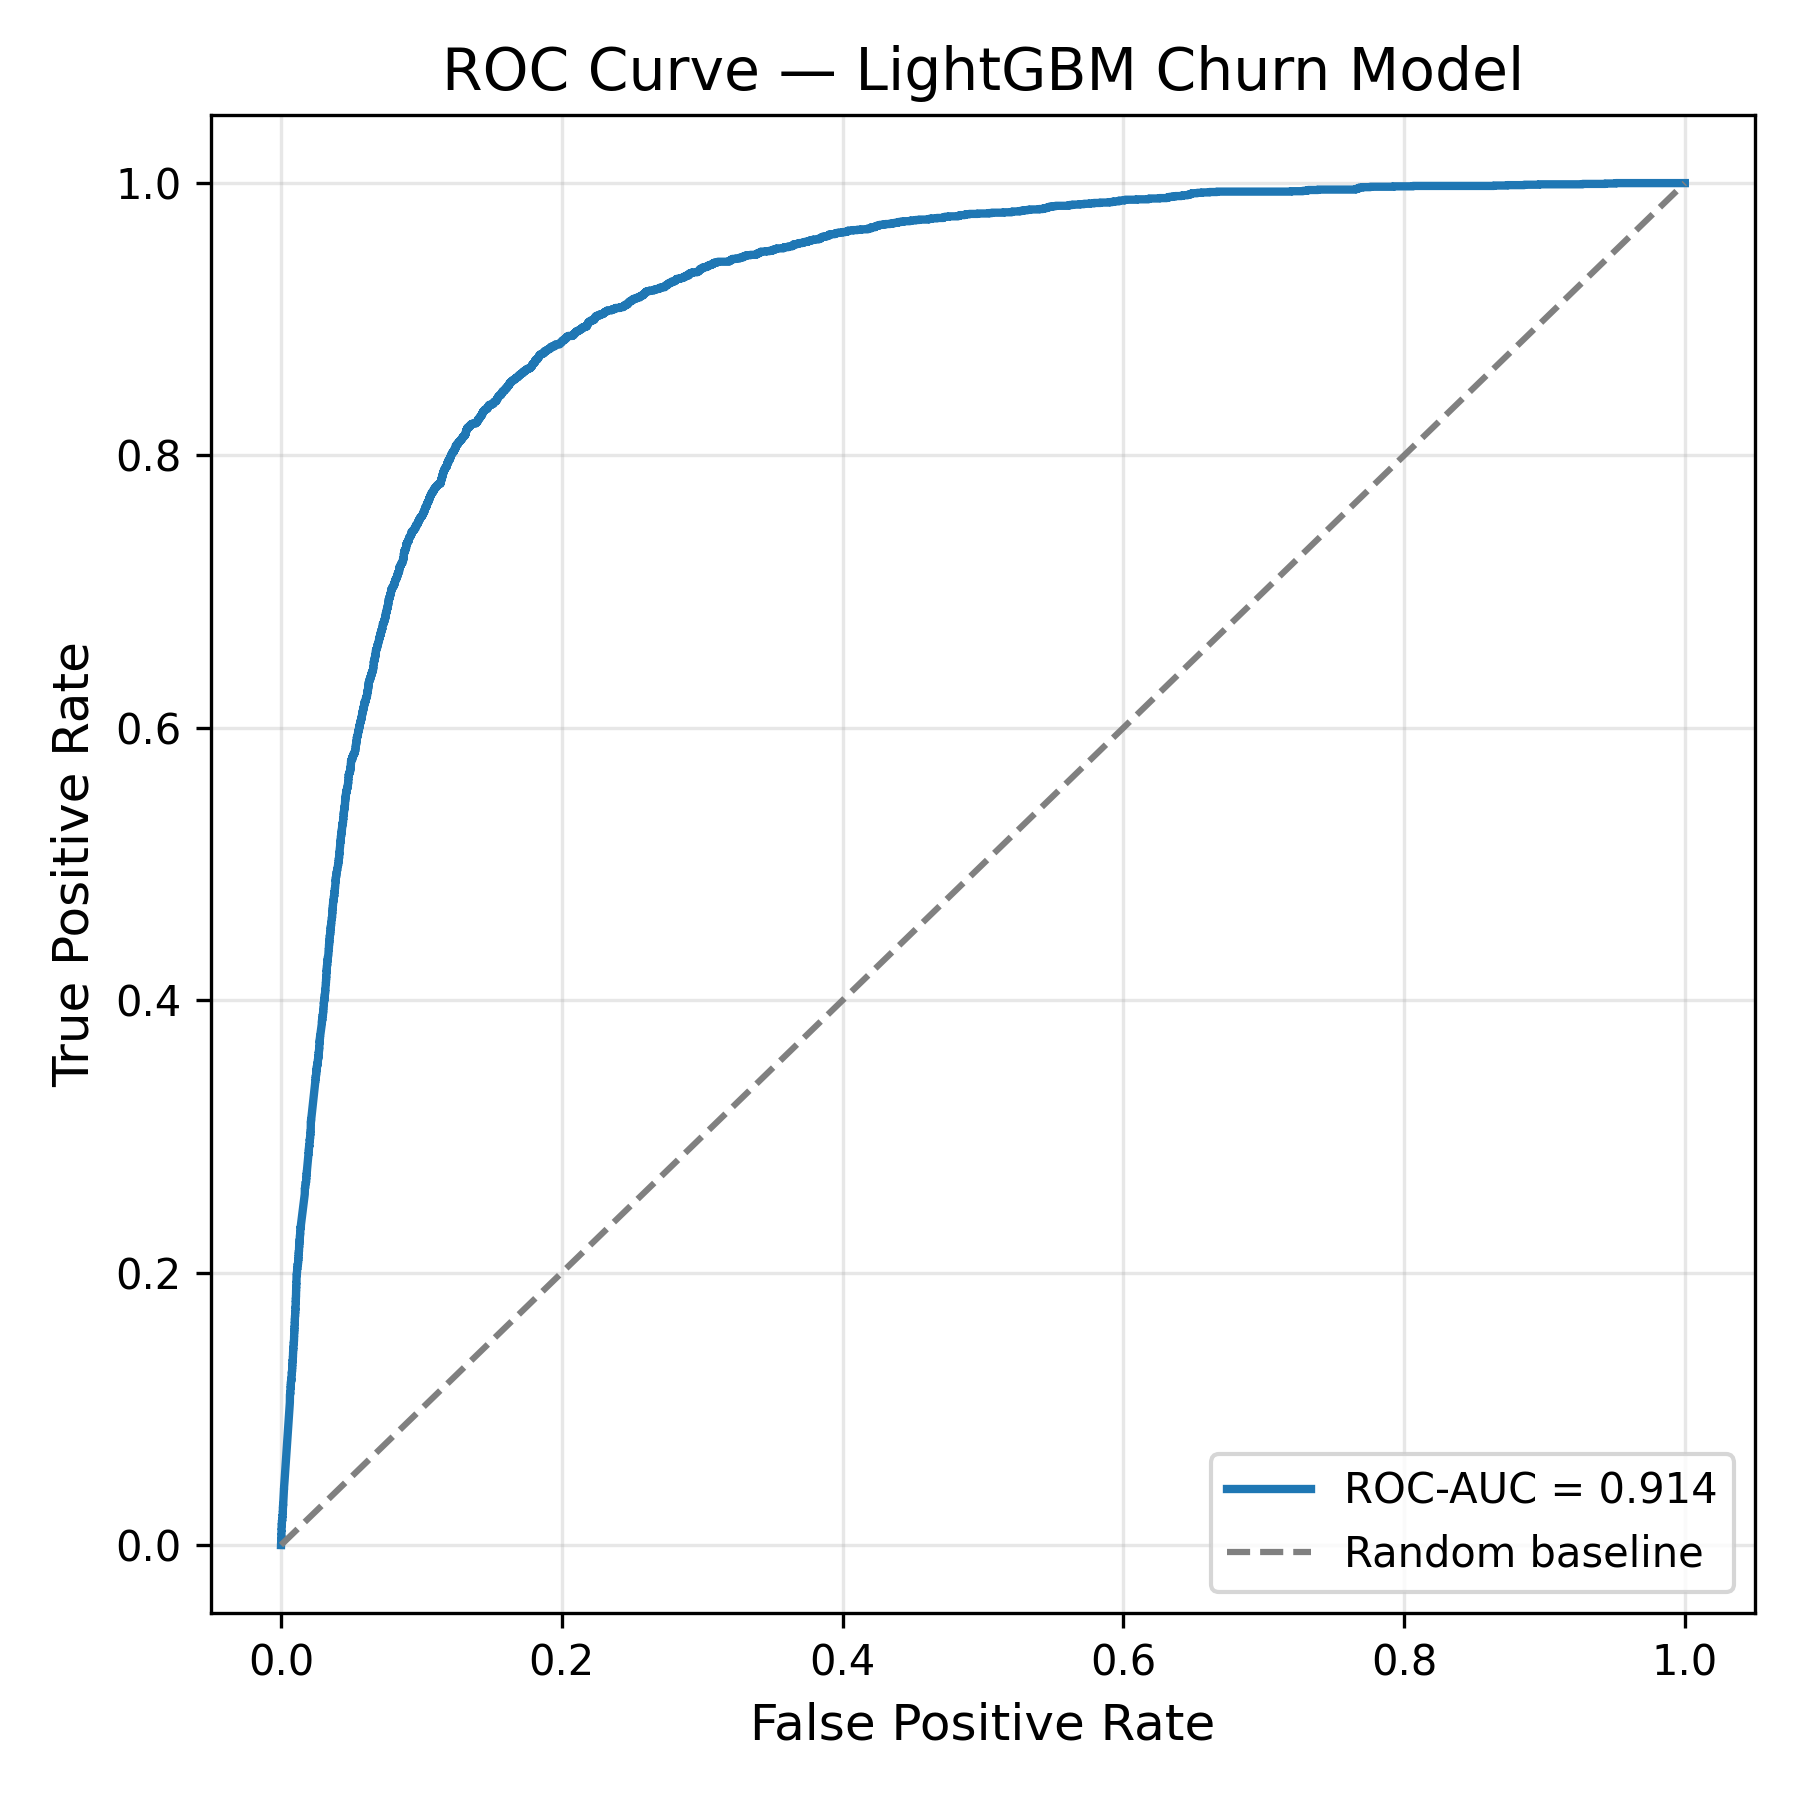 ROC Curve — LightGBM Churn Model
1.0
0.8
0.6
0.4
0.2
0.0
True Positive Rate
ROC-AUC = 0.914
Random baseline
0.0 0.2 0.4 0.6 0.8 1.0
False Positive Rate